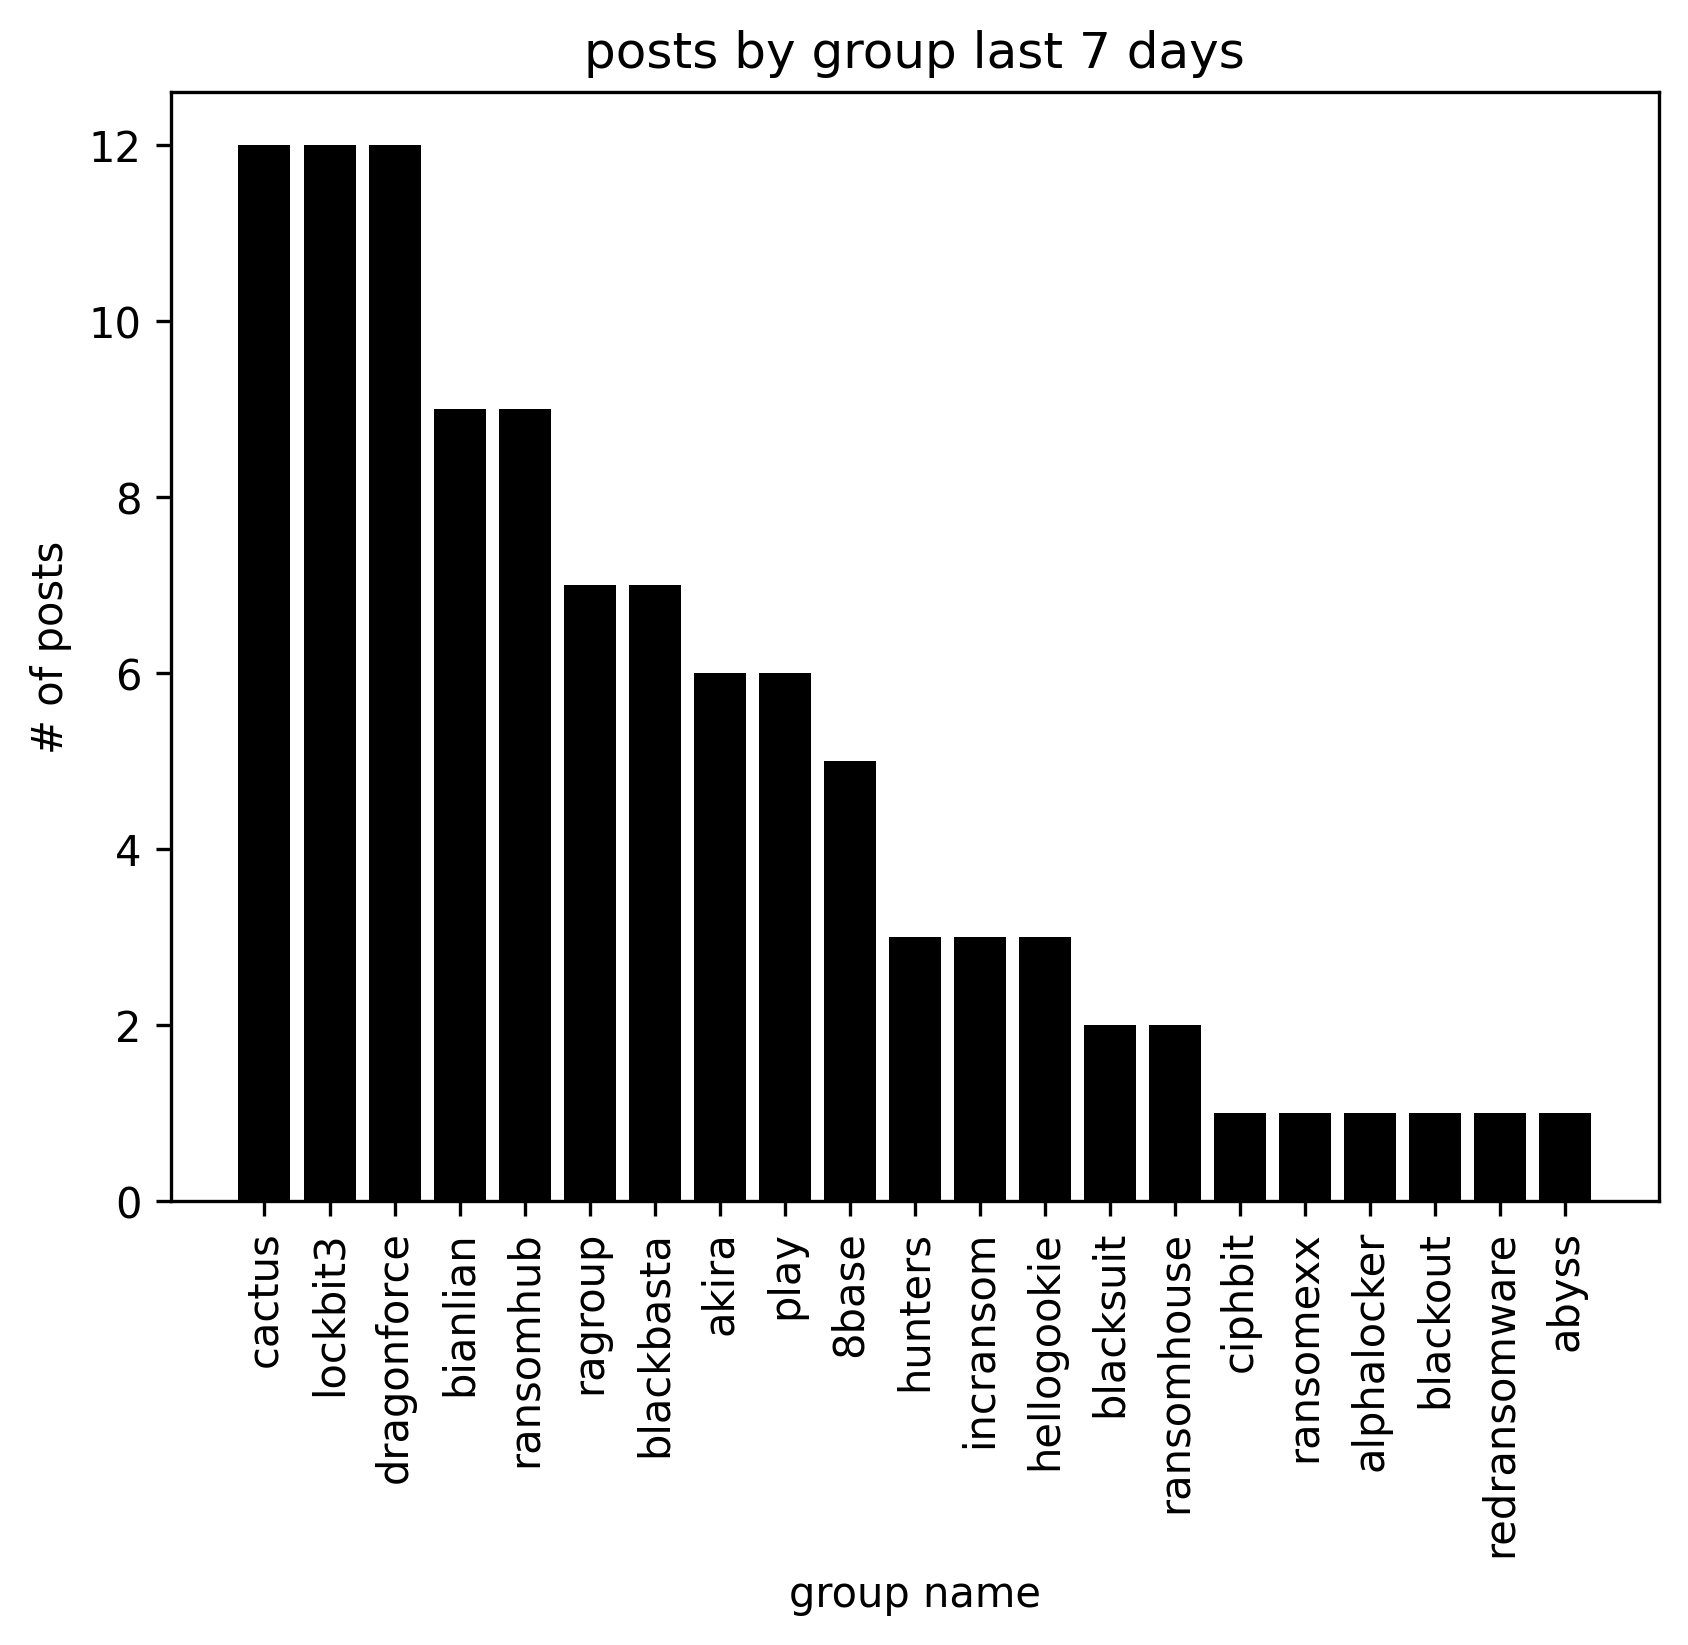 posts by group last 7 days
12
10
8
6
4
2
0
# of posts
cactus
lockbit3
dragonforce
bianlian
ransomhub
ragroup
blackbasta
akira
play
8base
hunters
incransom
hellogookie
blacksuit
ransomhouse
ciphbit
ransomexx
alphalocker
blackout
redransomware
abyss
group name